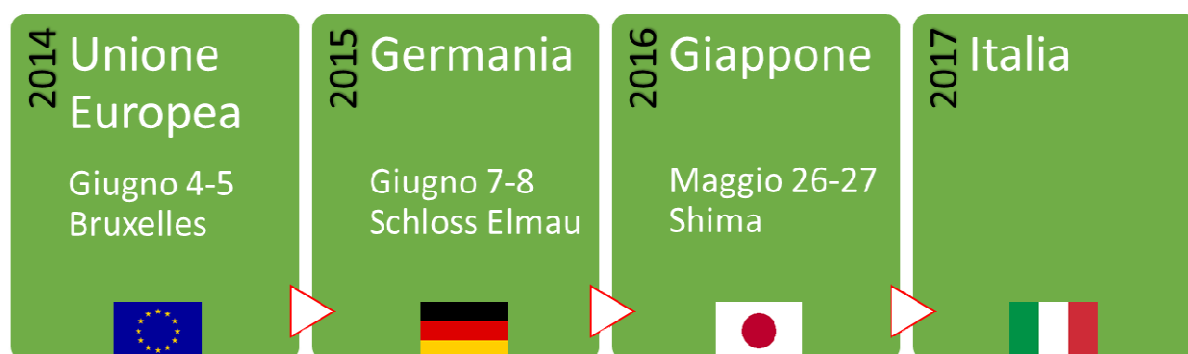 2014
Unione
Europea
Giugno 4-5
Bruxelles
2015
Germania
Giugno 7-8
Schloss Elmau
2016
Giappone
Maggio 26-27
Shima
2017
Italia